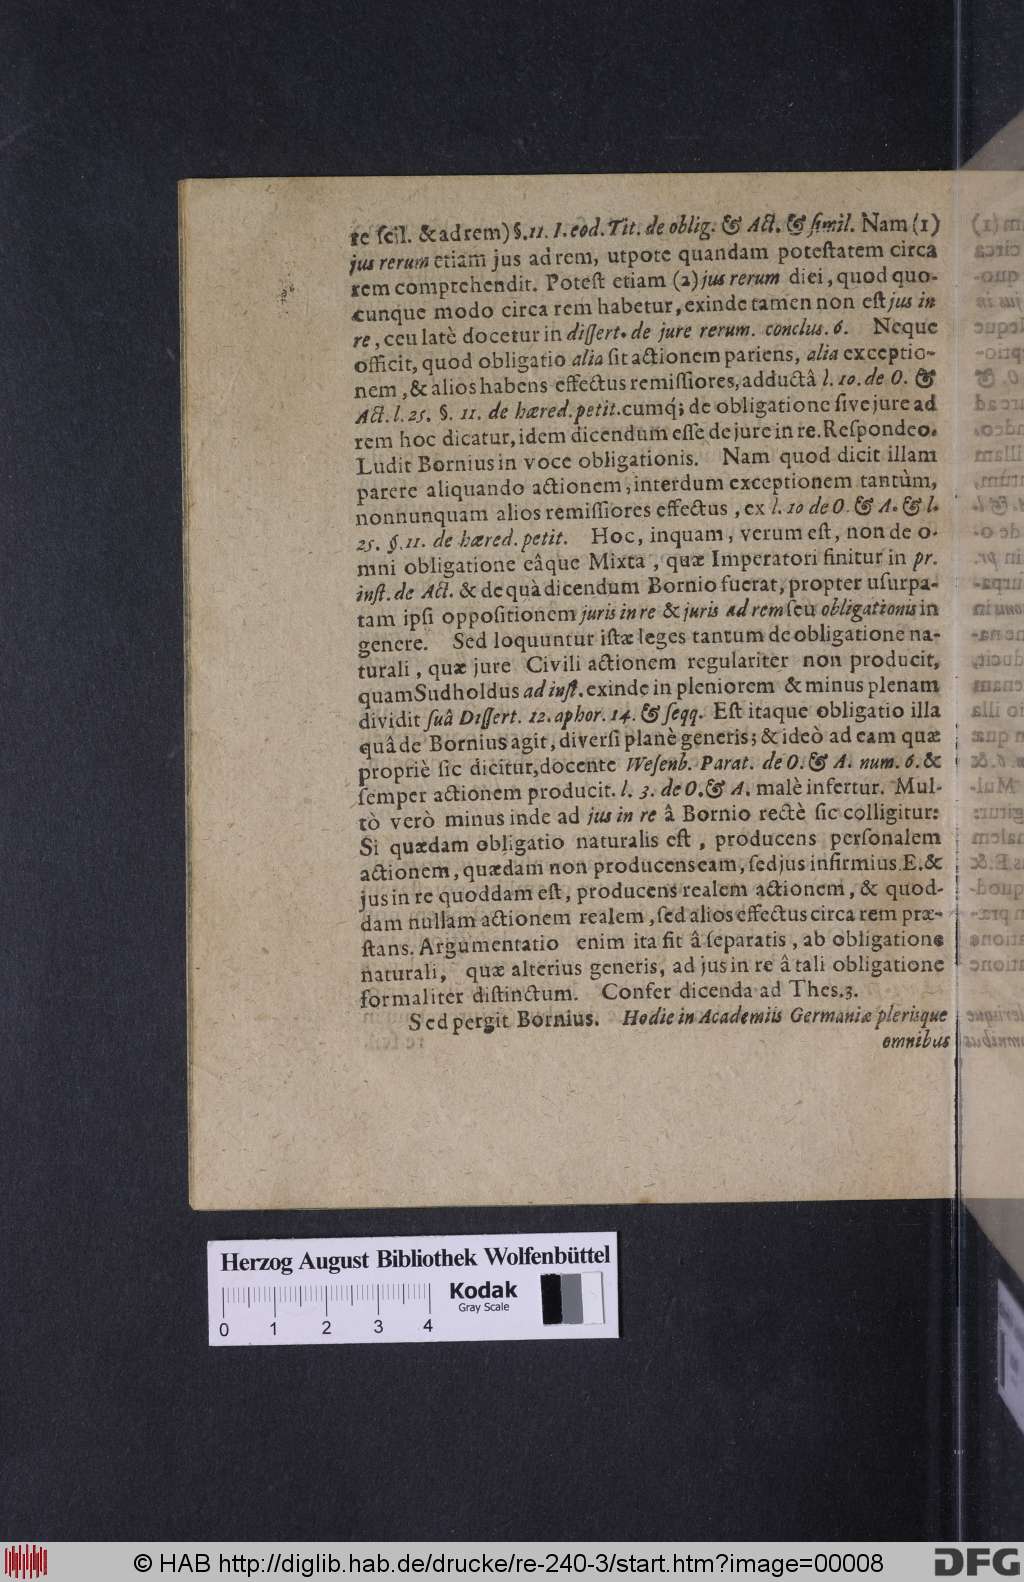 re ſcil. & ad rem) §. 11. I. eod. Tit. de oblig. & Act. & ſimil. Nam (1)
jus rerum etiam jus ad rem, utpote quandam poteſtatem circa
rem comprehendit. Poteſt etiam (2) jus rerum dici, quod quo-
cunque modo circa rem habetur, exinde tamen non eſt jus in
re, ceu latè docetur in diſſert. de jure rerum. conclus. 6. Neque
officit, quod obligatio alia ſit actionem pariens, alia exceptio-
nem, & alios habens effectus remiſſiores, adductâ l. 10. de O. &
Act. l. 25. §. 11. de hæred. petit. cumq́; de obligatione ſive jure ad
rem hoc dicatur, idem dicendum eſſe de jure in re. Reſpondeo.
Ludit Bornius in voce obligationis. Nam quod dicit illam
parere aliquando actionem, interdum exceptionem tantùm,
nonnunquam alios remiſſiores effectus, ex l. 10 de O. & A. & l.
25. §. 11. de hæred. petit. Hoc, inquam, verum eſt, non de o-
mni obligatione eâque Mixta, quæ Imperatori finitur in pr.
inſt. de Act. & de quà dicendum Bornio fuerat, propter uſurpa-
tam ipſi oppoſitionem juris in re & juris ad rem ſeu obligationis in
genere. Sed loquuntur iſtæ leges tantum de obligatione na-
turali, quæ jure Civili actionem regulariter non producit,
quam Sudholdus ad inſt. exinde in pleniorem & minus plenam
dividit ſuâ Diſſert. 12. aphor. 14. & ſeqq. Eſt itaque obligatio illa
quâ de Bornius agit, diverſi planè generis; & ideò ad eam quæ
propriè ſic dicitur, docente Weſenb. Parat. de O. & A. num. 6. &
ſemper actionem producit. l. 3. de O. & A. malè infertur. Mul-
tò verò minus inde ad jus in re â Bornio rectè ſic colligitur:
Si quædam obligatio naturalis eſt, producens perſonalem
actionem, quædam non producens eam, ſed jus infirmius. E. &
jus in re quoddam eſt, producens realem actionem, & quod-
dam nullam actionem realem, ſed alios effectus circa rem præ-
ſtans. Argumentatio enim ita fit â ſeparatis, ab obligatione
naturali, quæ alterius generis, ad jus in re â tali obligatione
formaliter diſtinctum. Confer dicenda ad Thes. 3.
Sed pergit Bornius. Hodie in Academiis Germaniæ pleriſque
omnibus
Herzog August Bibliothek Wolfenbüttel
Kodak
Gray Scale
0 1 2 3 4
© HAB http://diglib.hab.de/drucke/re-240-3/start.htm?image=00008
DFG